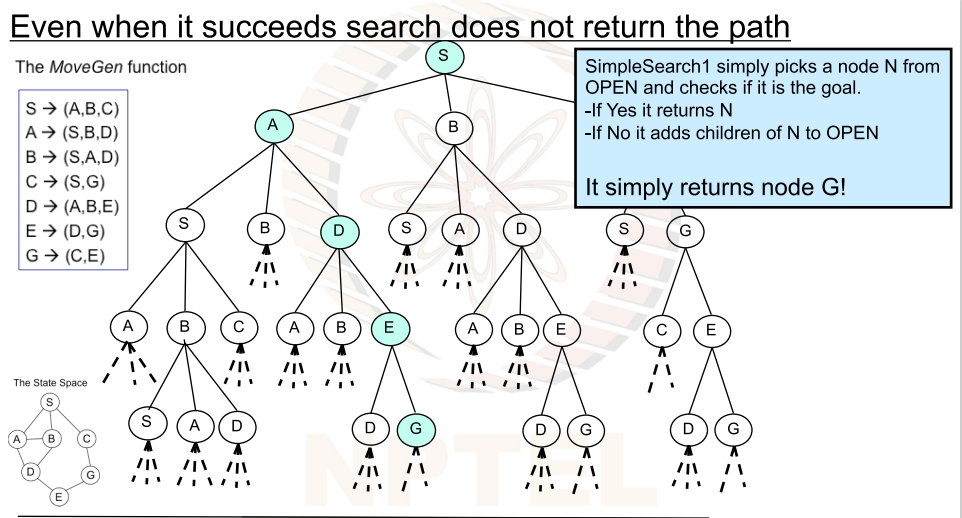 Even when it succeeds search does not return the path
The MoveGen function
S → (A,B,C)
A → (S,B,D)
B → (S,A,D)
C → (S,G)
D → (A,B,E)
E → (D,G)
G → (C,E)
SimpleSearch1 simply picks a node N from
OPEN and checks if it is the goal.
-If Yes it returns N
-If No it adds children of N to OPEN
It simply returns node G!
S
A B
S B D S A D S G
A B C A B E A B E C E
S A D D G D G D G
The State Space
S
A B C
D G
E
NPTEL